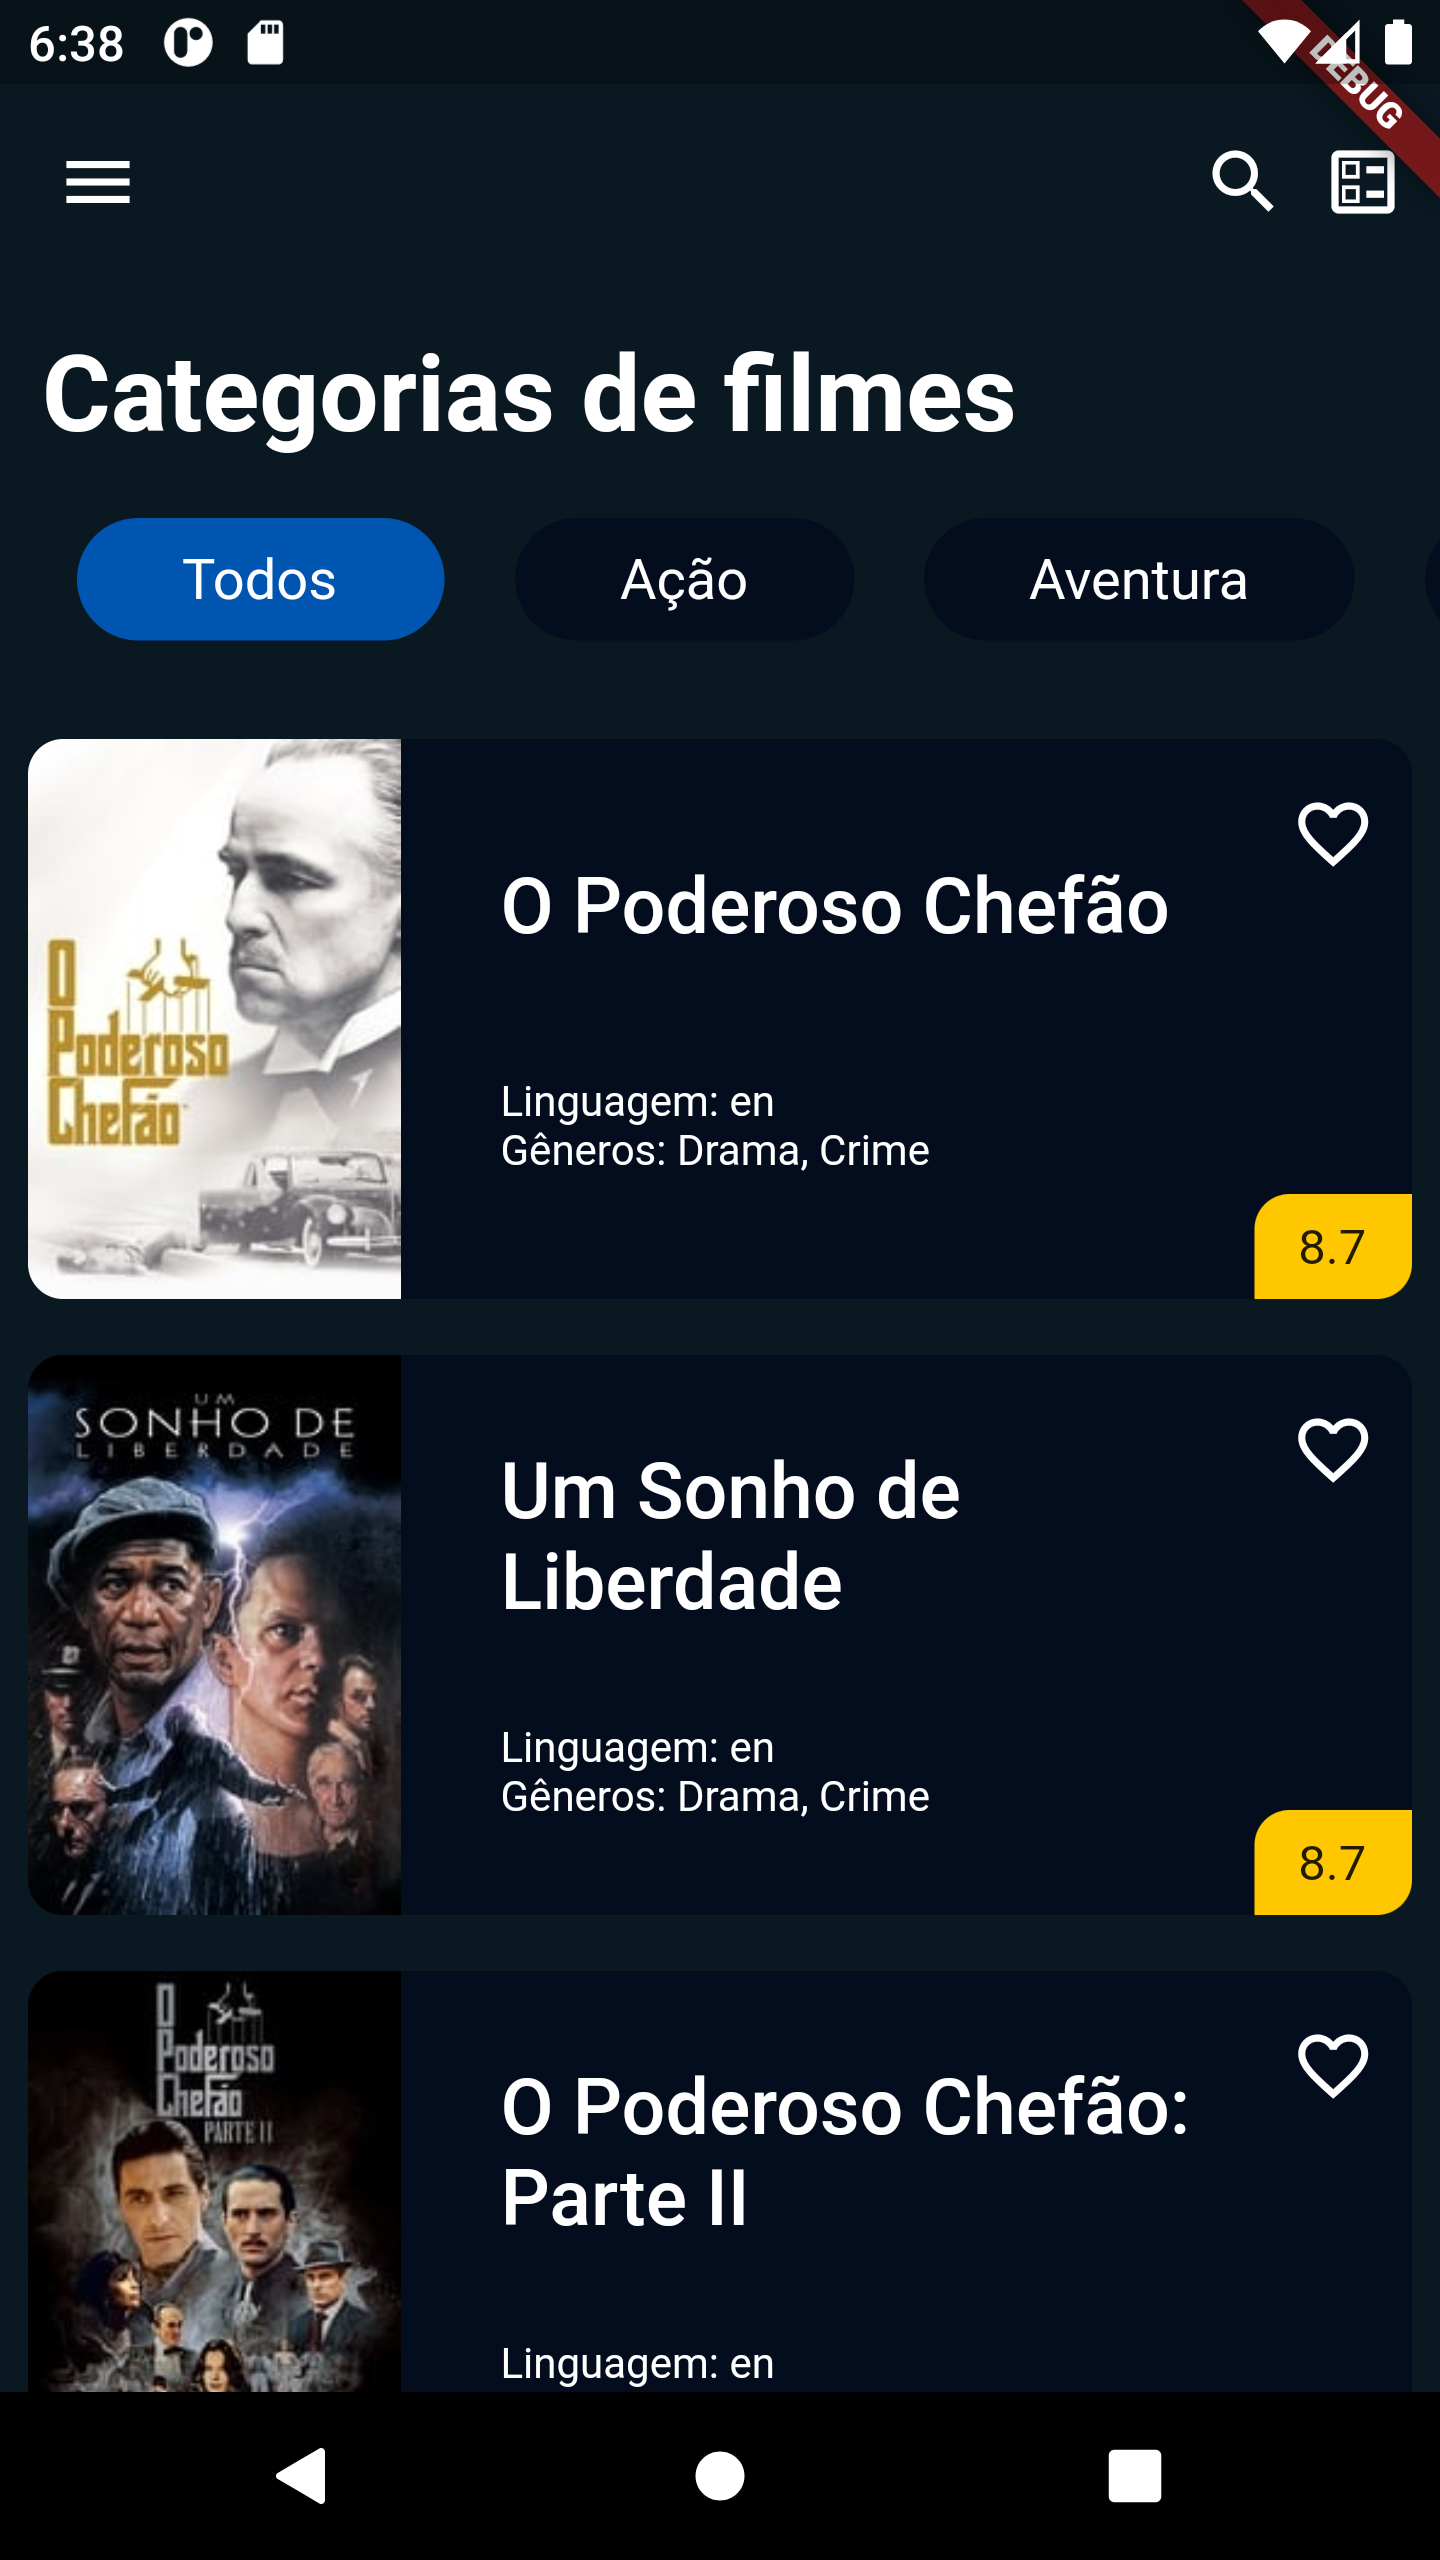 6:38
DEBUG
Categorias de filmes
Todos
Ação
Aventura
O
Poderoso
Chefão
O Poderoso Chefão
Linguagem: en
Gêneros: Drama, Crime
8.7
UM
SONHO DE
LIBERDADE
Um Sonho de
Liberdade
Linguagem: en
Gêneros: Drama, Crime
8.7
O
Poderoso
Chefão
PARTE II
O Poderoso Chefão:
Parte II
Linguagem: en